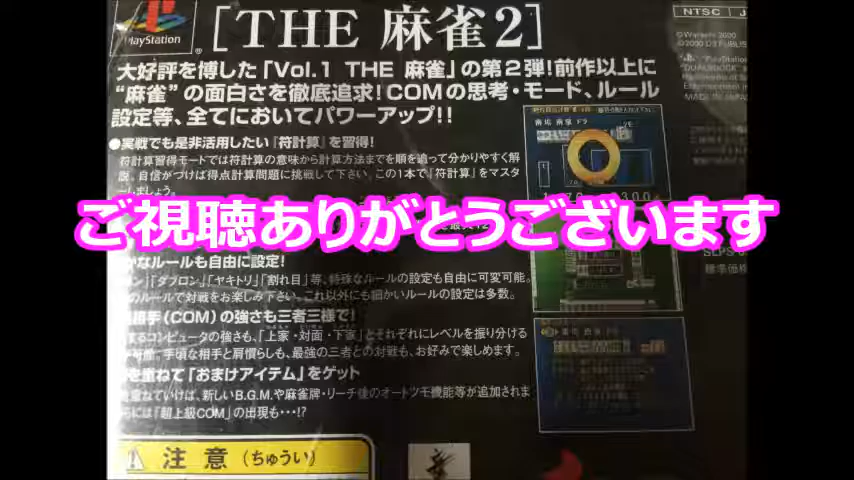 PlayStation
[THE 麻雀2]
NTSC J
大好評を博した「Vol.1 THE 麻雀」の第2弾!前作以上に
"麻雀"の面白さを徹底追求!COMの思考・モード、ルール
設定等、全てにおいてパワーアップ!!
●実戦でも是非活用したい『符計算』を習得!
符計算習得モードでは符計算の意味から計算方法までを順を追って分かりやすく解
説。自信がつけば得点計算問題に挑戦して下さい。この1本で『符計算』をマスタ
ーしましょう。
ご視聴ありがとうございます
かなルールも自由に設定!
ン」「ダブロン」「ヤキトリ」「割れ目」等、特殊なルールの設定も自由に可変可能。
のルールで対戦をお楽しみ下さい。これ以外にも細かいルールの設定は多数。
相手(COM)の強さも三者三様で!
するコンピュータの強さも、「上家・対面・下家」とそれぞれにレベルを振り分ける
手頃な相手と肩慣らしも、最強の三者との対戦も、お好みで楽しめます。
を重ねて「おまけアイテム」をゲット
重ねていけば、新しいB.G.M.や麻雀牌・リーチ後のオートツモ機能等が追加されま
らには「超上級COM」の出現も・・・!?
注意(ちゅうい)